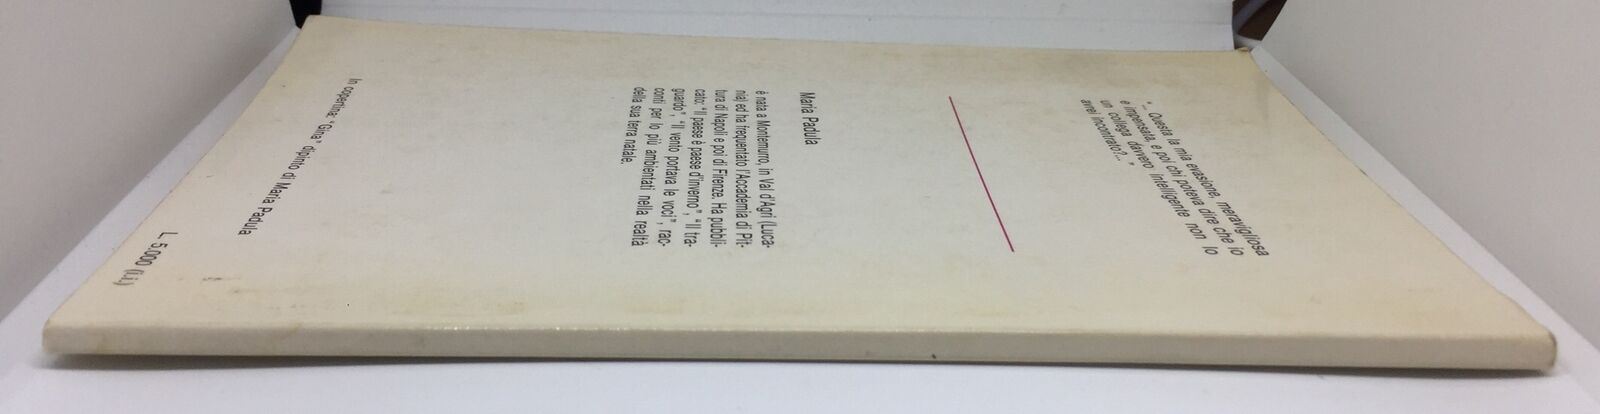 "... Questa la mia evasione, meravigliosa
e impensata, e poi chi poteva dire che io
un collega davvero intelligente non lo
avrei incontrato?..."
Maria Padula
è nata a Montemurro, in Val d'Agri (Luca-
nia) ed ha frequentato l'Accademia di Pit-
tura di Napoli e poi di Firenze. Ha pubbli-
cato: "Il paese è paese d'inverno", "Il tra-
guardo", "Il vento portava le voci", rac-
conti per lo più ambientati nella realtà
della sua terra natale.
In copertina: "Gina" dipinto di Maria Padula
L. 5.000 (i.i.)